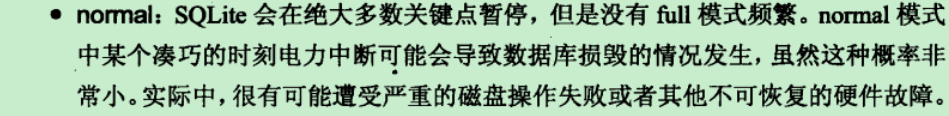 ● normal：SQLite 会在绝大多数关键点暂停，但是没有 full 模式频繁。normal 模式
中某个凑巧的时刻电力中断可能会导致数据库损毁的情况发生，虽然这种概率非
常小。实际中，很有可能遭受严重的磁盘操作失败或者其他不可恢复的硬件故障。